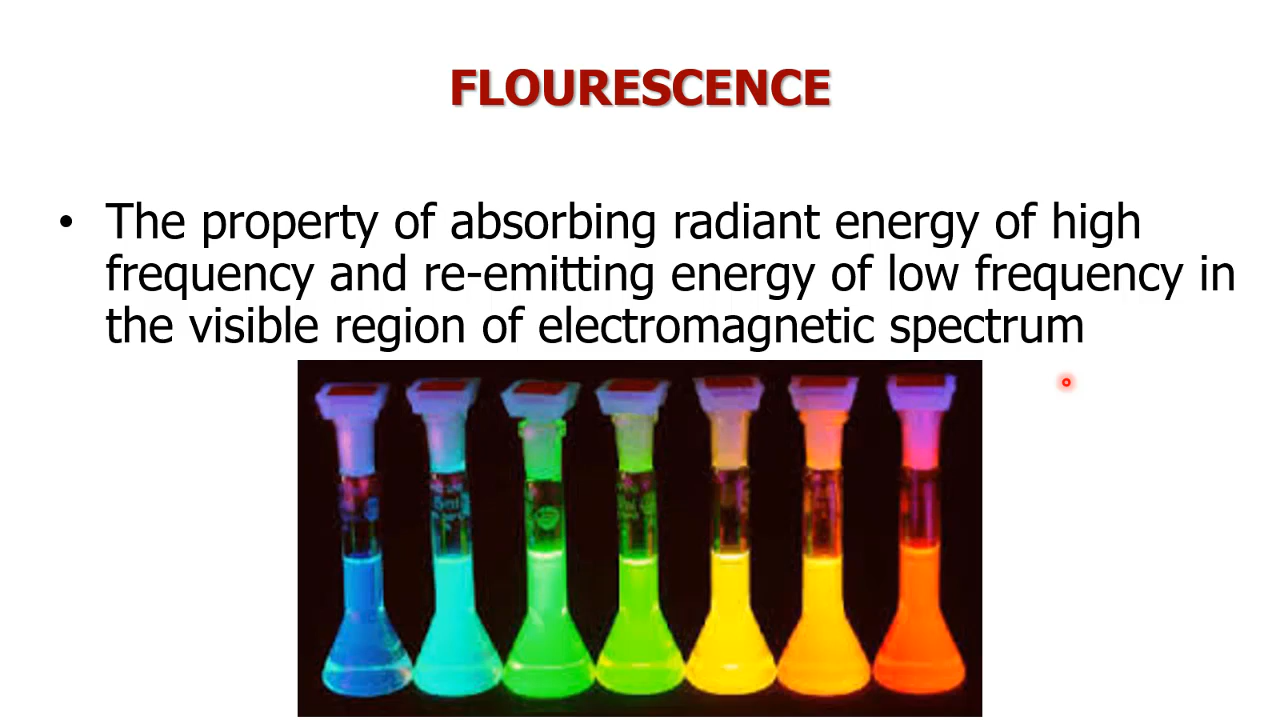 FLOURESCENCE
• The property of absorbing radiant energy of high
frequency and re-emitting energy of low frequency in
the visible region of electromagnetic spectrum